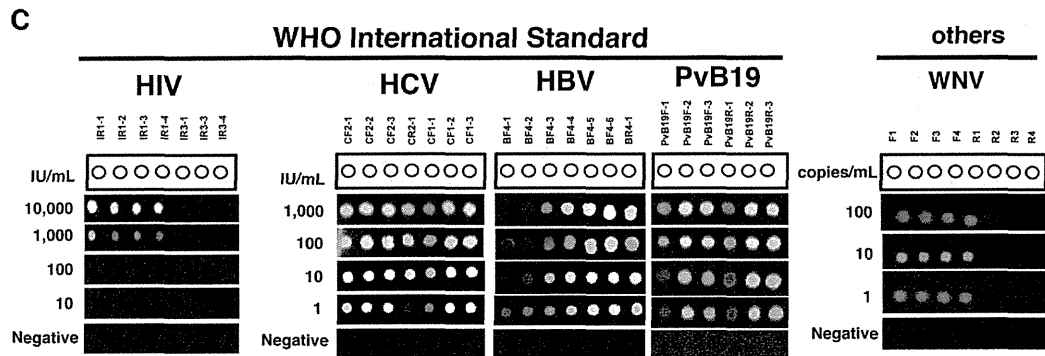 C
WHO International Standard
others
HIV
HCV
HBV
PvB19
WNV
IR1-1
IR1-2
IR1-3
IR1-4
IR3-1
IR3-3
IR3-4
CF2-1
CF2-2
CF2-3
CR2-1
CF1-1
CF1-2
CF1-3
BF4-1
BF4-2
BF4-3
BF4-4
BF4-5
BF4-6
BR4-1
PvB19F-1
PvB19F-2
PvB19F-3
PvB19R-1
PvB19R-2
PvB19R-3
F1
F2
F3
F4
R1
R2
R3
R4
IU/mL
10,000
1,000
100
10
Negative
IU/mL
1,000
100
10
1
Negative
copies/mL
100
10
1
Negative